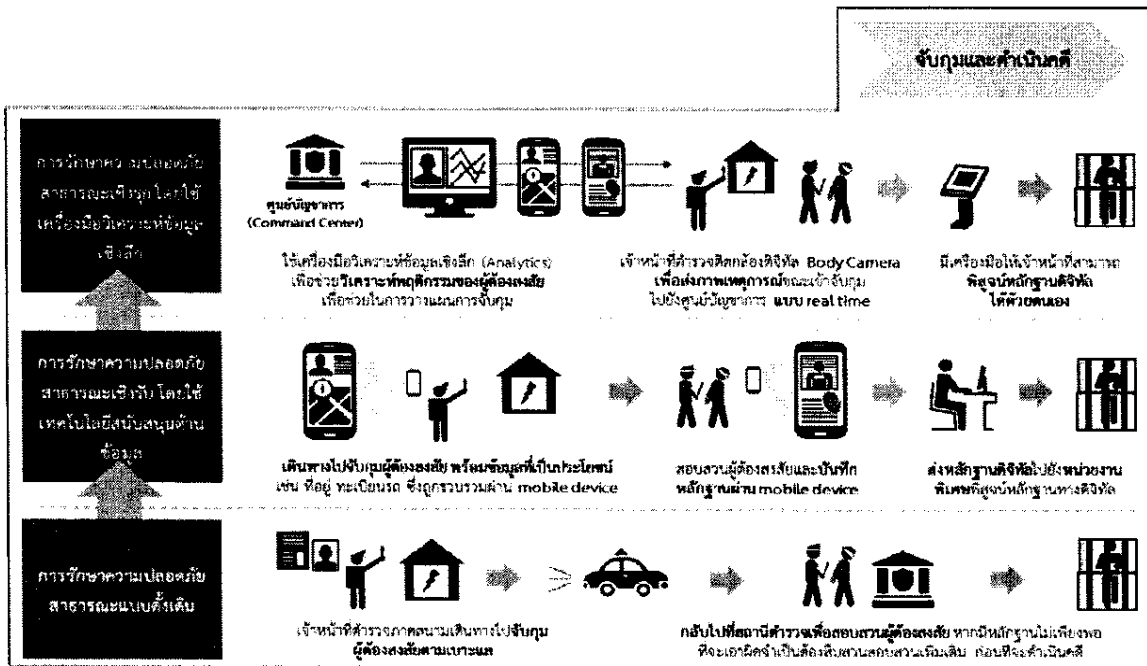 จับกุมและดำเนินคดี
การรักษาความปลอดภัย
สาธารณะเชิงรุก โดยใช้
เครื่องมือวิเคราะห์ข้อมูล
เชิงลึก
ศูนย์บัญชาการ
(Command Center)
ใช้เครื่องมือวิเคราะห์ข้อมูลเชิงลึก (Analytics)
เพื่อช่วยวิเคราะห์พฤติกรรมของผู้ต้องสงสัย
เพื่อช่วยในการวางแผนการจับกุม
เจ้าหน้าที่ตำรวจติดกล้องดิจิทัล Body Camera
เพื่อส่งภาพเหตุการณ์ขณะเข้าจับกุม
ไปยังศูนย์บัญชาการ แบบ real time
มีเครื่องมือให้เจ้าหน้าที่สามารถ
พิสูจน์หลักฐานดิจิทัล
ได้ด้วยตนเอง
การรักษาความปลอดภัย
สาธารณะเชิงรับ โดยใช้
เทคโนโลยีสนับสนุนด้าน
ข้อมูล
เดินทางไปจับกุมผู้ต้องสงสัย พร้อมข้อมูลที่เป็นประโยชน์
เช่น ที่อยู่ ทะเบียนรถ ซึ่งถูกรวบรวมผ่าน mobile device
สอบสวนผู้ต้องสงสัยและบันทึก
หลักฐานผ่าน mobile device
ส่งหลักฐานดิจิทัลไปยังหน่วยงาน
พิเศษพิสูจน์หลักฐานทางดิจิทัล
การรักษาความปลอดภัย
สาธารณะแบบดั้งเดิม
เจ้าหน้าที่ตำรวจภาคสนามเดินทางไปจับกุม
ผู้ต้องสงสัยตามเบาะแส
กลับไปที่สถานีตำรวจเพื่อสอบสวนผู้ต้องสงสัย หากมีหลักฐานไม่เพียงพอ
ที่จะเอาผิดจำเป็นต้องสืบสวนสอบสวนเพิ่มเติม ก่อนที่จะดำเนินคดี